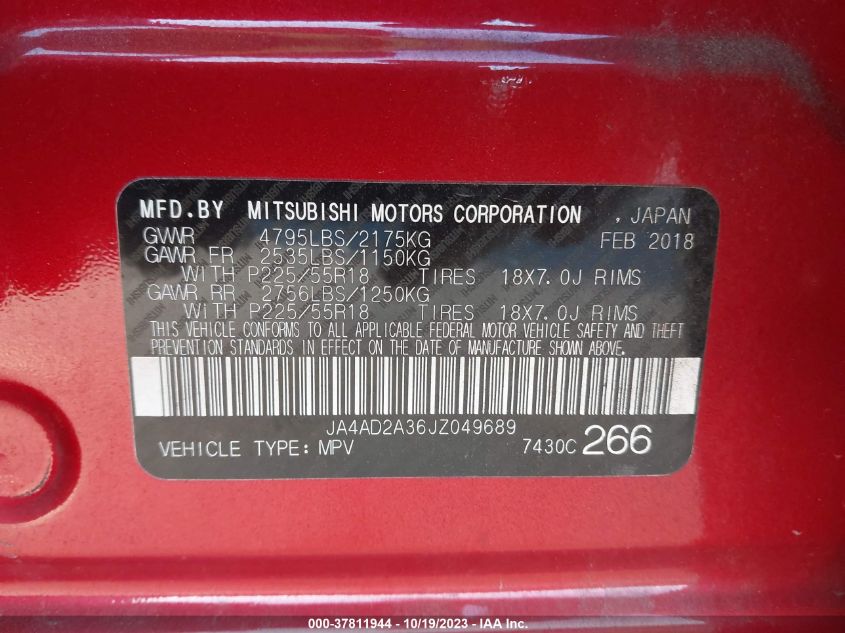 MFD.BY MITSUBISHI MOTORS CORPORATION , JAPAN
GWWR 4795LBS/2175KG FEB 2018
GAWR FR 2535LBS/1150KG
WITH P225/55R18 TIRES 18X7.0J RIMS
GAWR RR 2756LBS/1250KG
WITH P225/55R18 TIRES 18X7.0J RIMS
THIS VEHICLE CONFORMS TO ALL APPLICABLE FEDERAL MOTOR VEHICLE SAFETY AND THEFT
PREVENTION STANDARDS IN EFFECT ON THE DATE OF MANUFACTURE SHOWN ABOVE.
JA4AD2A36JZ049689
VEHICLE TYPE: MPV 7430C 266
000-37811944 - 10/19/2023 - IAA Inc.